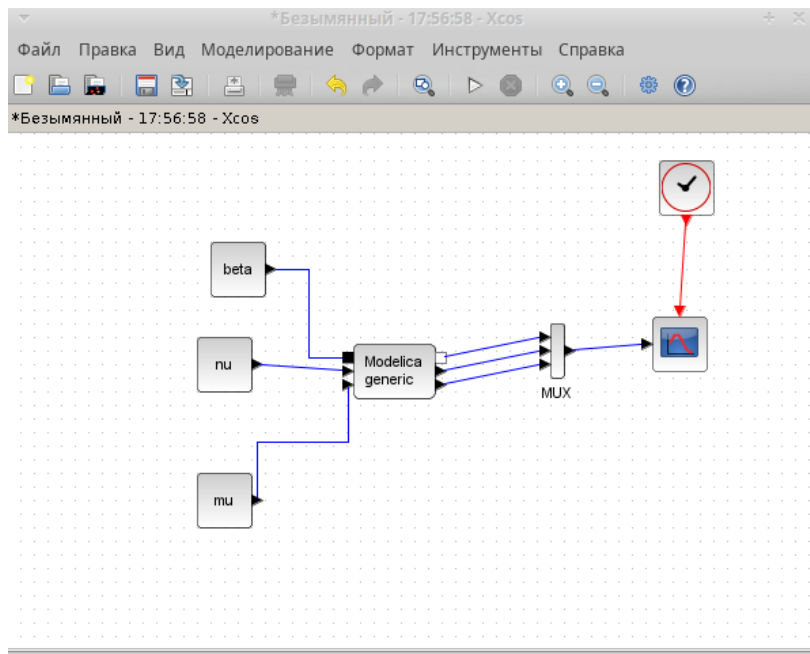 *Безымянный - 17:56:58 - Xcos
Файл Правка Вид Моделирование Формат Инструменты Справка
*Безымянный - 17:56:58 - Xcos
beta
nu
Modelica
generic
MUX
mu